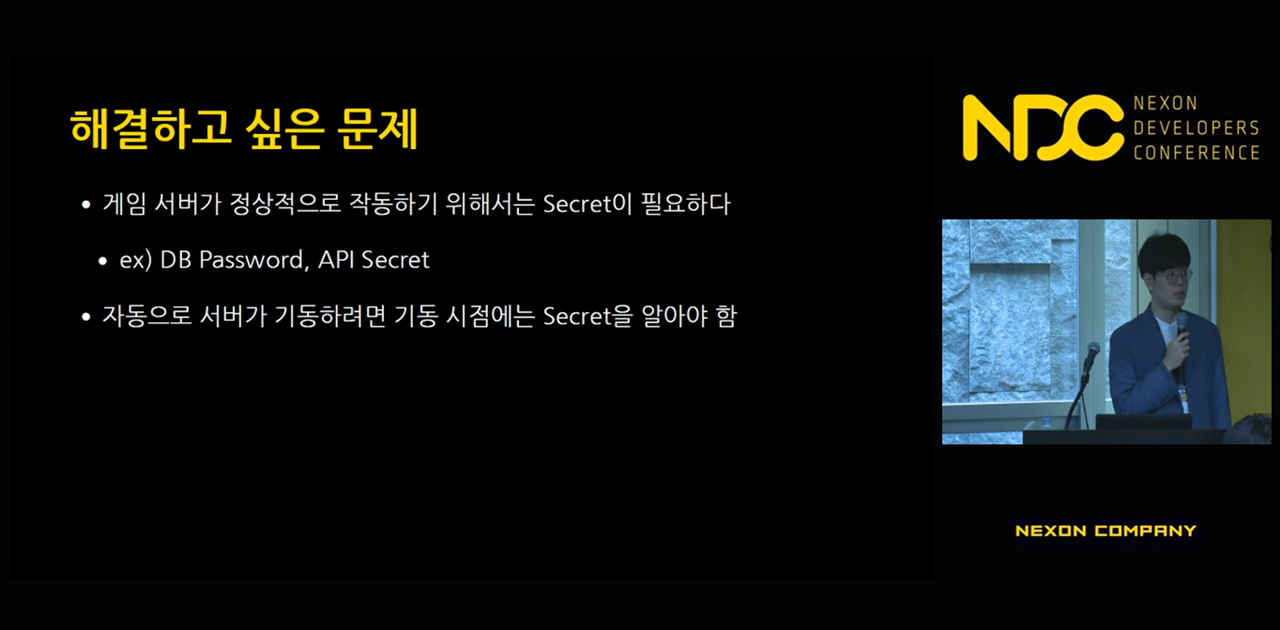 해결하고 싶은 문제
• 게임 서버가 정상적으로 작동하기 위해서는 Secret이 필요하다
• ex) DB Password, API Secret
• 자동으로 서버가 기동하려면 기동 시점에는 Secret을 알아야 함
NDC
NEXON
DEVELOPERS
CONFERENCE
NEXON COMPANY